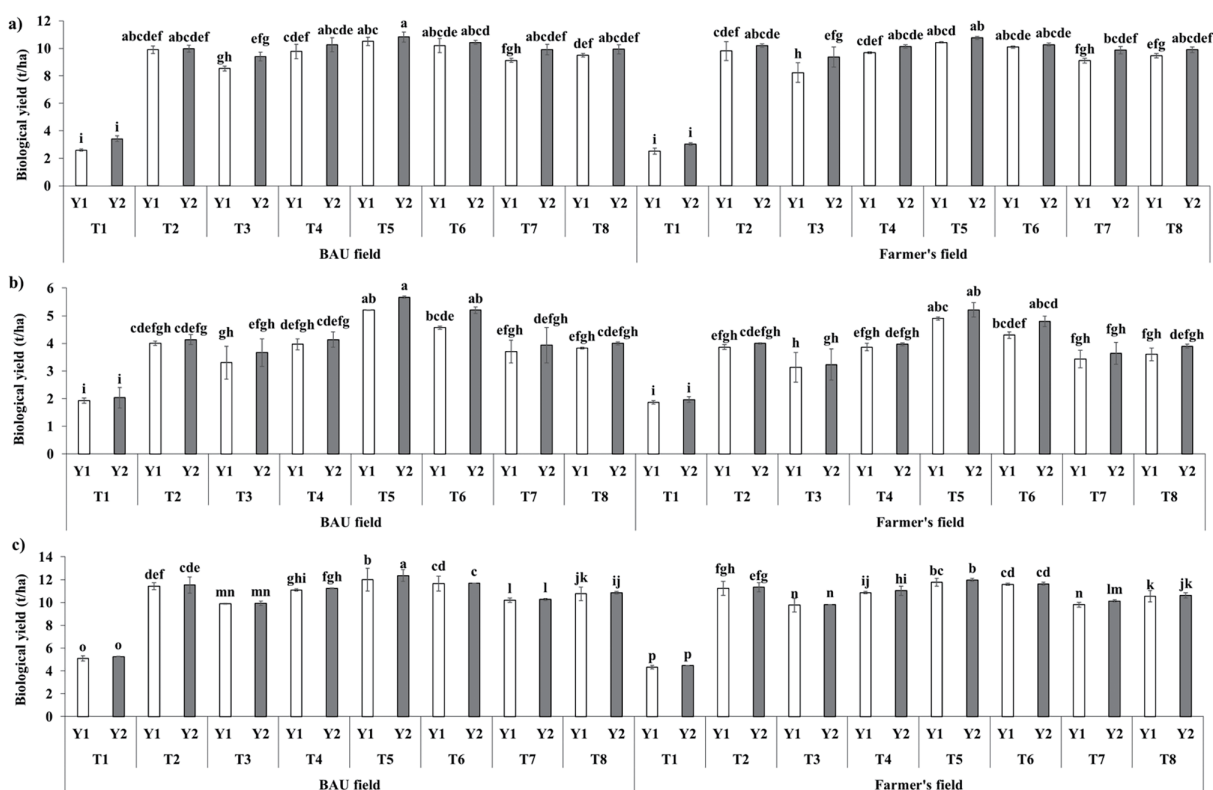 a)
Biological yield (t/ha)
12
10
8
6
4
2
0
i i abcdef abcdef gh efg cdef abcde abc a abcde abcd fgh abcdef def abcdef i i cdef abcde h efg cdef abcde abcd ab abcde abcde fgh bcdef efg abcdef
Y1 Y2 Y1 Y2 Y1 Y2 Y1 Y2 Y1 Y2 Y1 Y2 Y1 Y2 Y1 Y2 Y1 Y2 Y1 Y2 Y1 Y2 Y1 Y2 Y1 Y2 Y1 Y2 Y1 Y2 Y1 Y2
T1 T2 T3 T4 T5 T6 T7 T8 T1 T2 T3 T4 T5 T6 T7 T8
BAU field Farmer's field
b)
Biological yield (t/ha)
6
5
4
3
2
1
0
i i cdefgh cdefg gh efgh defgh cdefg ab a bcde ab efgh defgh efgh cdefgh i i efgh cdefgh h gh efgh defgh abc ab bcdef abcd fgh fgh fgh defgh
Y1 Y2 Y1 Y2 Y1 Y2 Y1 Y2 Y1 Y2 Y1 Y2 Y1 Y2 Y1 Y2 Y1 Y2 Y1 Y2 Y1 Y2 Y1 Y2 Y1 Y2 Y1 Y2 Y1 Y2 Y1 Y2
T1 T2 T3 T4 T5 T6 T7 T8 T1 T2 T3 T4 T5 T6 T7 T8
BAU field Farmer's field
c)
Biological yield (t/ha)
14
12
10
8
6
4
2
0
o o def cde mn mn ghi fgh b a cd c l l jk ij p p fgh efg n n ij hi bc b cd cd n lm k jk
Y1 Y2 Y1 Y2 Y1 Y2 Y1 Y2 Y1 Y2 Y1 Y2 Y1 Y2 Y1 Y2 Y1 Y2 Y1 Y2 Y1 Y2 Y1 Y2 Y1 Y2 Y1 Y2 Y1 Y2 Y1 Y2
T1 T2 T3 T4 T5 T6 T7 T8 T1 T2 T3 T4 T5 T6 T7 T8
BAU field Farmer's field